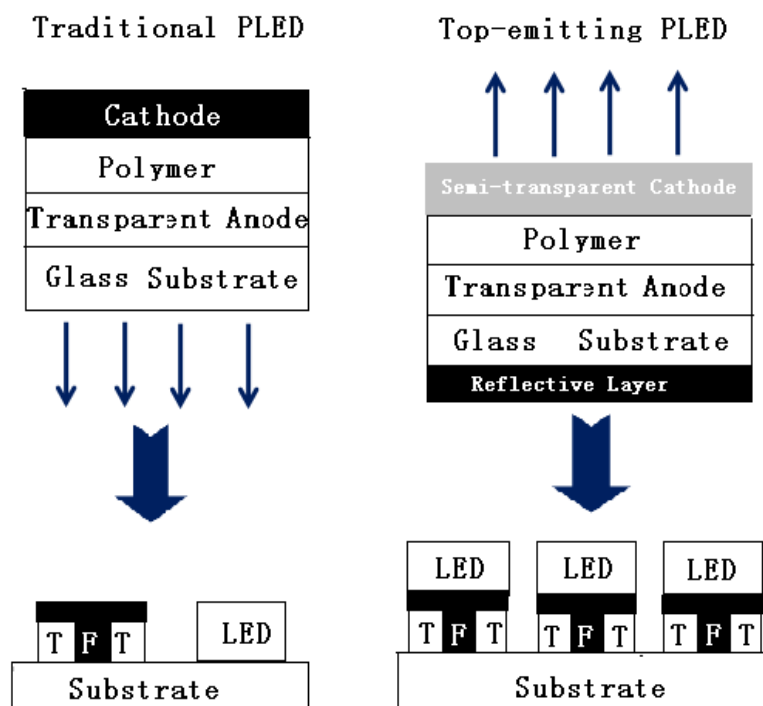 Traditional PLED
Cathode
Polymer
Transparent Anode
Glass Substrate
T F T
LED
Substrate
Top-emitting PLED
Semi-transparent Cathode
Polymer
Transparent Anode
Glass Substrate
Reflective Layer
LED LED LED
T F T T F T T F T
Substrate